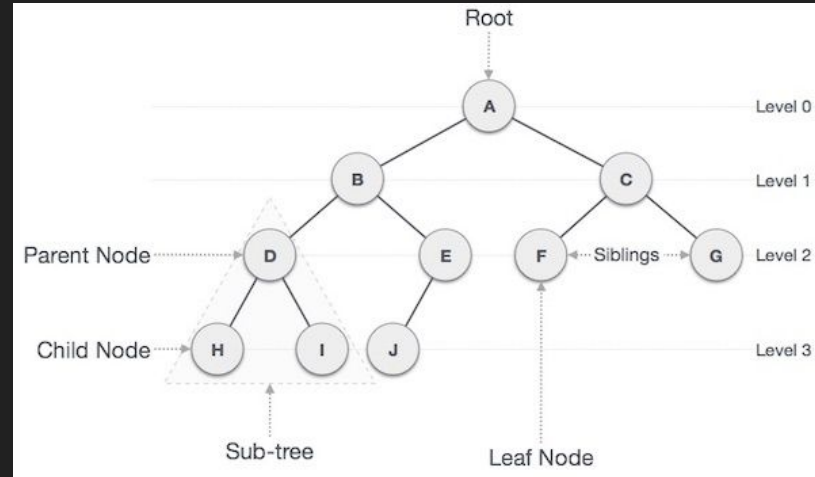 Root
A
Level 0
B
C
Level 1
Parent Node
D
E
F
Siblings
G
Level 2
Child Node
H
I
J
Level 3
Sub-tree
Leaf Node